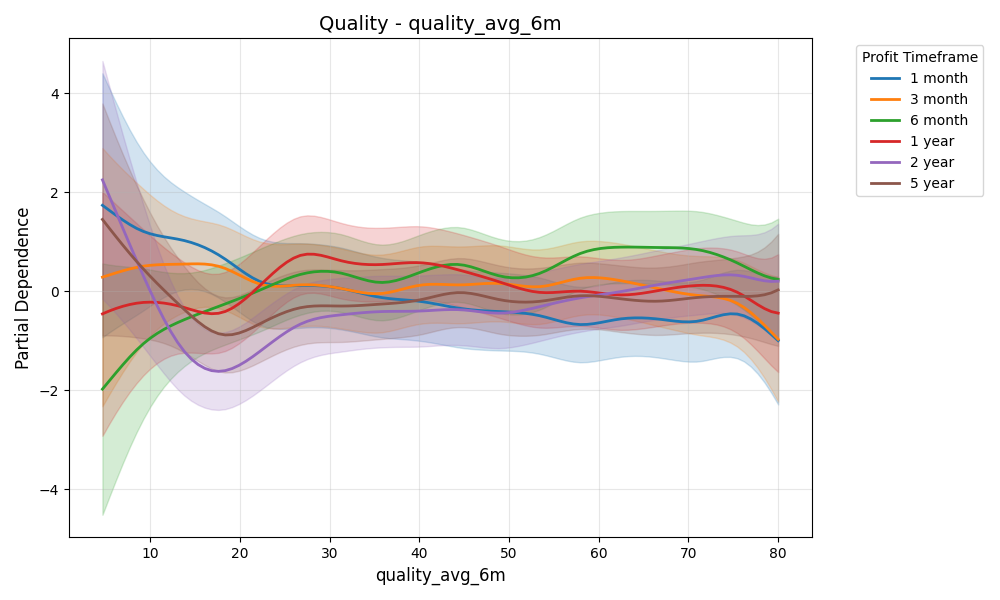 Quality - quality_avg_6m
Profit Timeframe
1 month
3 month
6 month
1 year
2 year
5 year
Partial Dependence
4
2
0
−2
−4
10 20 30 40 50 60 70 80
quality_avg_6m